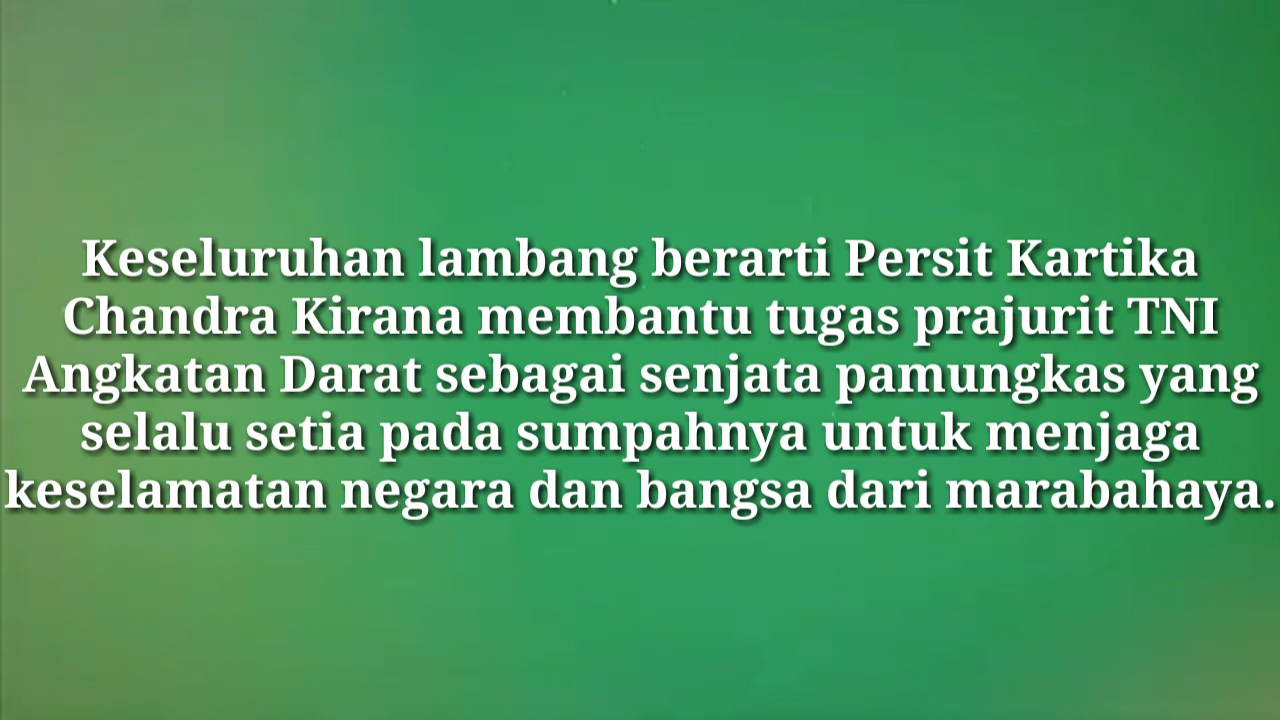 Keseluruhan lambang berarti Persit Kartika
Chandra Kirana membantu tugas prajurit TNI
Angkatan Darat sebagai senjata pamungkas yang
selalu setia pada sumpahnya untuk menjaga
keselamatan negara dan bangsa dari marabahaya.